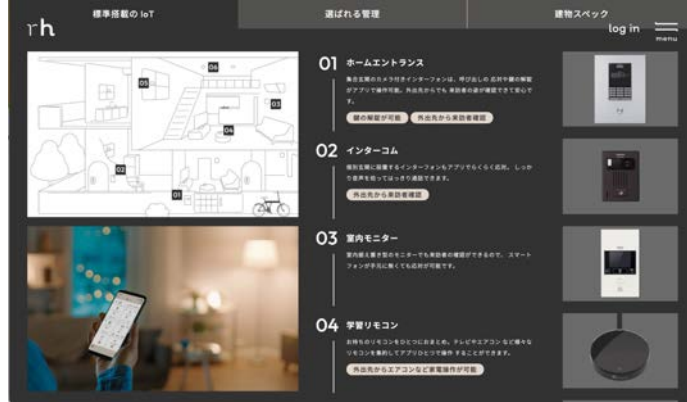 標準搭載の IoT
選ばれる管理
建物スペック
rh
log in
menu
06
05
03
04
02
01
01 ホームエントランス
集合玄関のカメラ付きインターフォンは、呼び出しの 応対や鍵の解錠
がアプリで操作可能。外出先からでも 来訪者の姿が確認できて安心で
す。
鍵の解錠が可能
外出先から来訪者確認
02 インターコム
個別玄関に設置するインターフォンもアプリでらくらく応対。 しっか
り音声を拾ってはっきり通話できます。
外出先から来訪者確認
03 室内モニター
室内据え置き型のモニターでも来訪者の確認ができるので、 スマート
フォンが手元に無くても応対が可能です。
04 学習リモコン
お持ちのリモコンをひとつにおまとめ。テレビやエアコン など様々な
リモコンを集約してアプリひとつで操作 することができます。
外出先からエアコンなど家電操作が可能